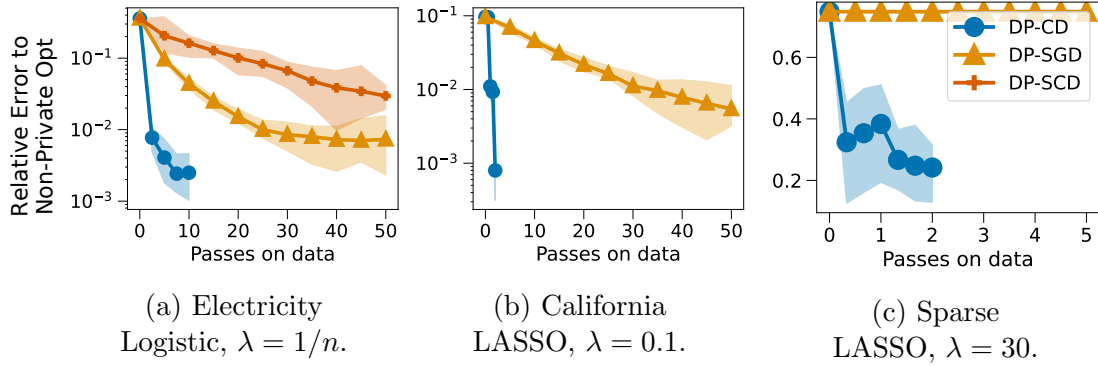 Relative Error to
Non-Private Opt
10⁻¹
10⁻²
10⁻³
0 10 20 30 40 50
Passes on data
(a) Electricity
Logistic, λ = 1/n.
10⁻¹
10⁻²
10⁻³
0 10 20 30 40 50
Passes on data
(b) California
LASSO, λ = 0.1.
DP-CD
DP-SGD
DP-SCD
0.6
0.4
0.2
0 1 2 3 4 5
Passes on data
(c) Sparse
LASSO, λ = 30.